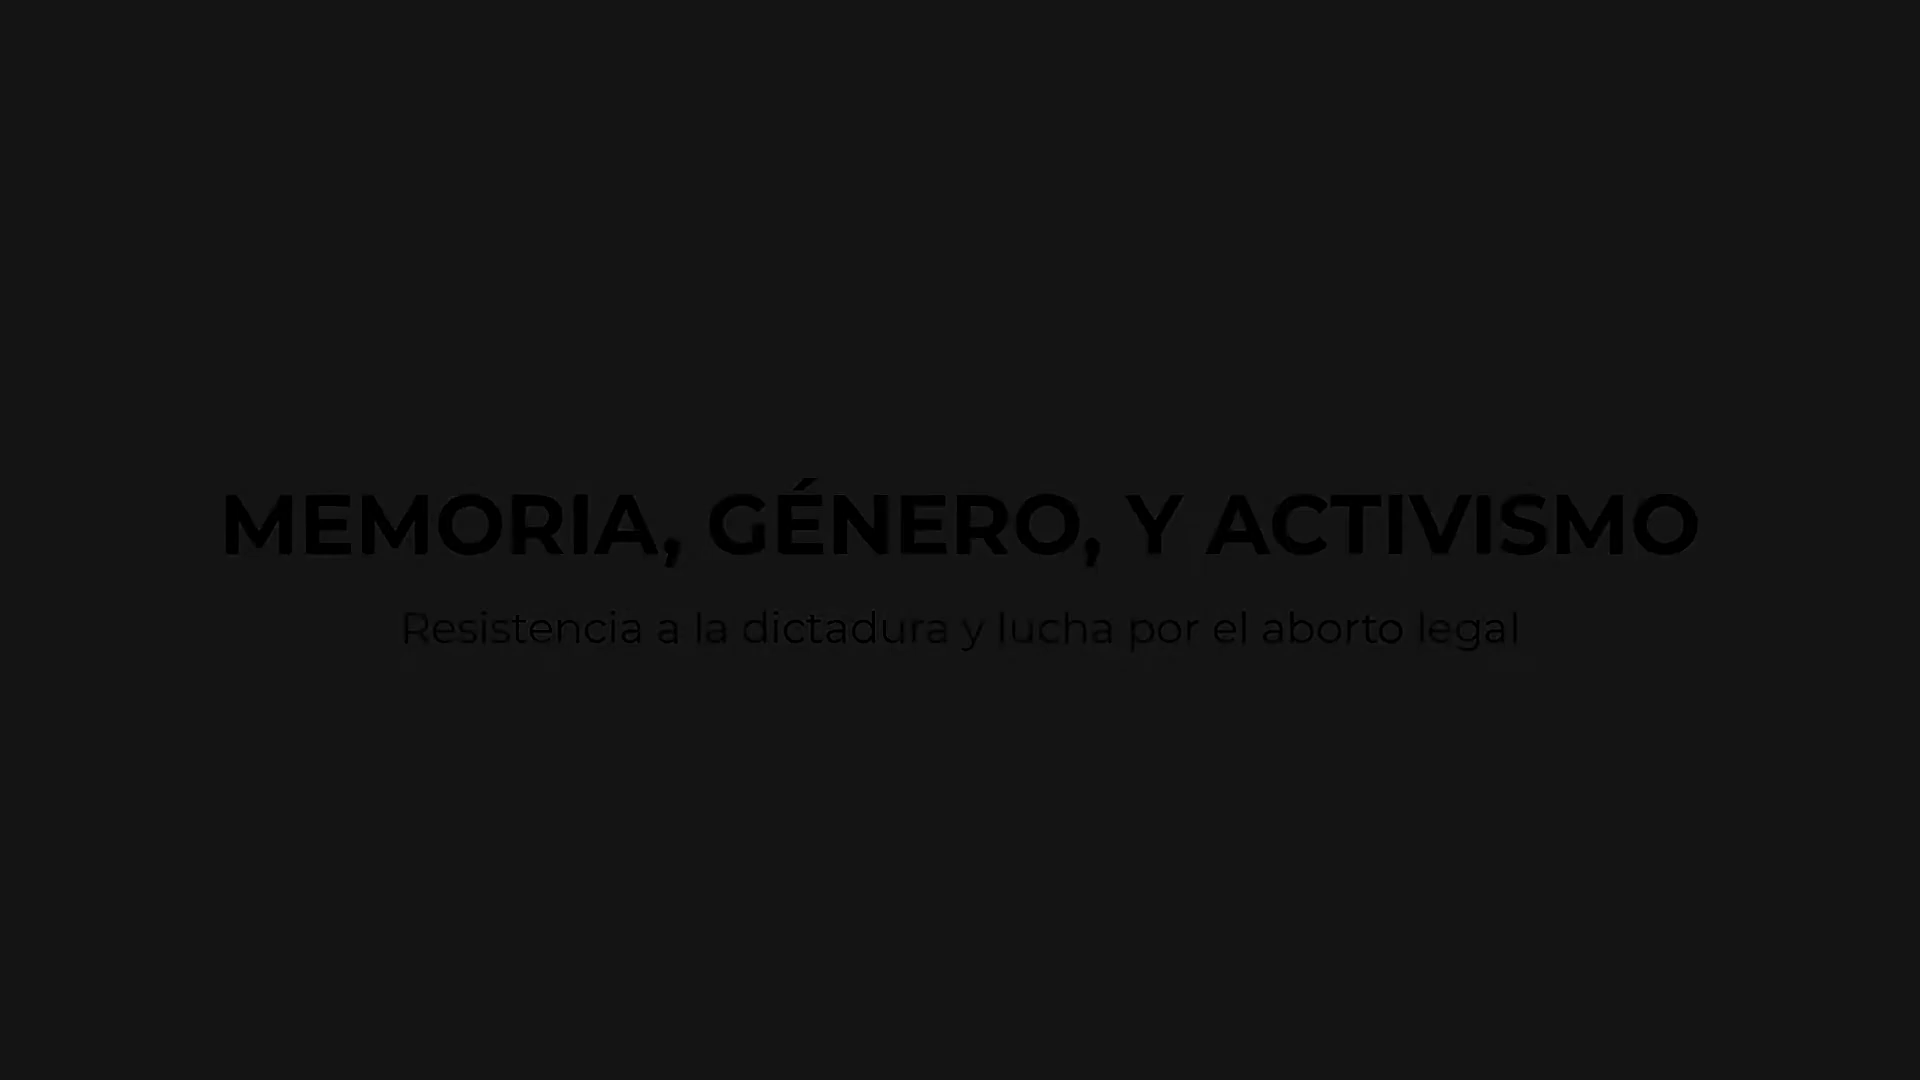 MEMORIA, GÉNERO, Y ACTIVISMO
Resistencia a la dictadura y lucha por el aborto legal